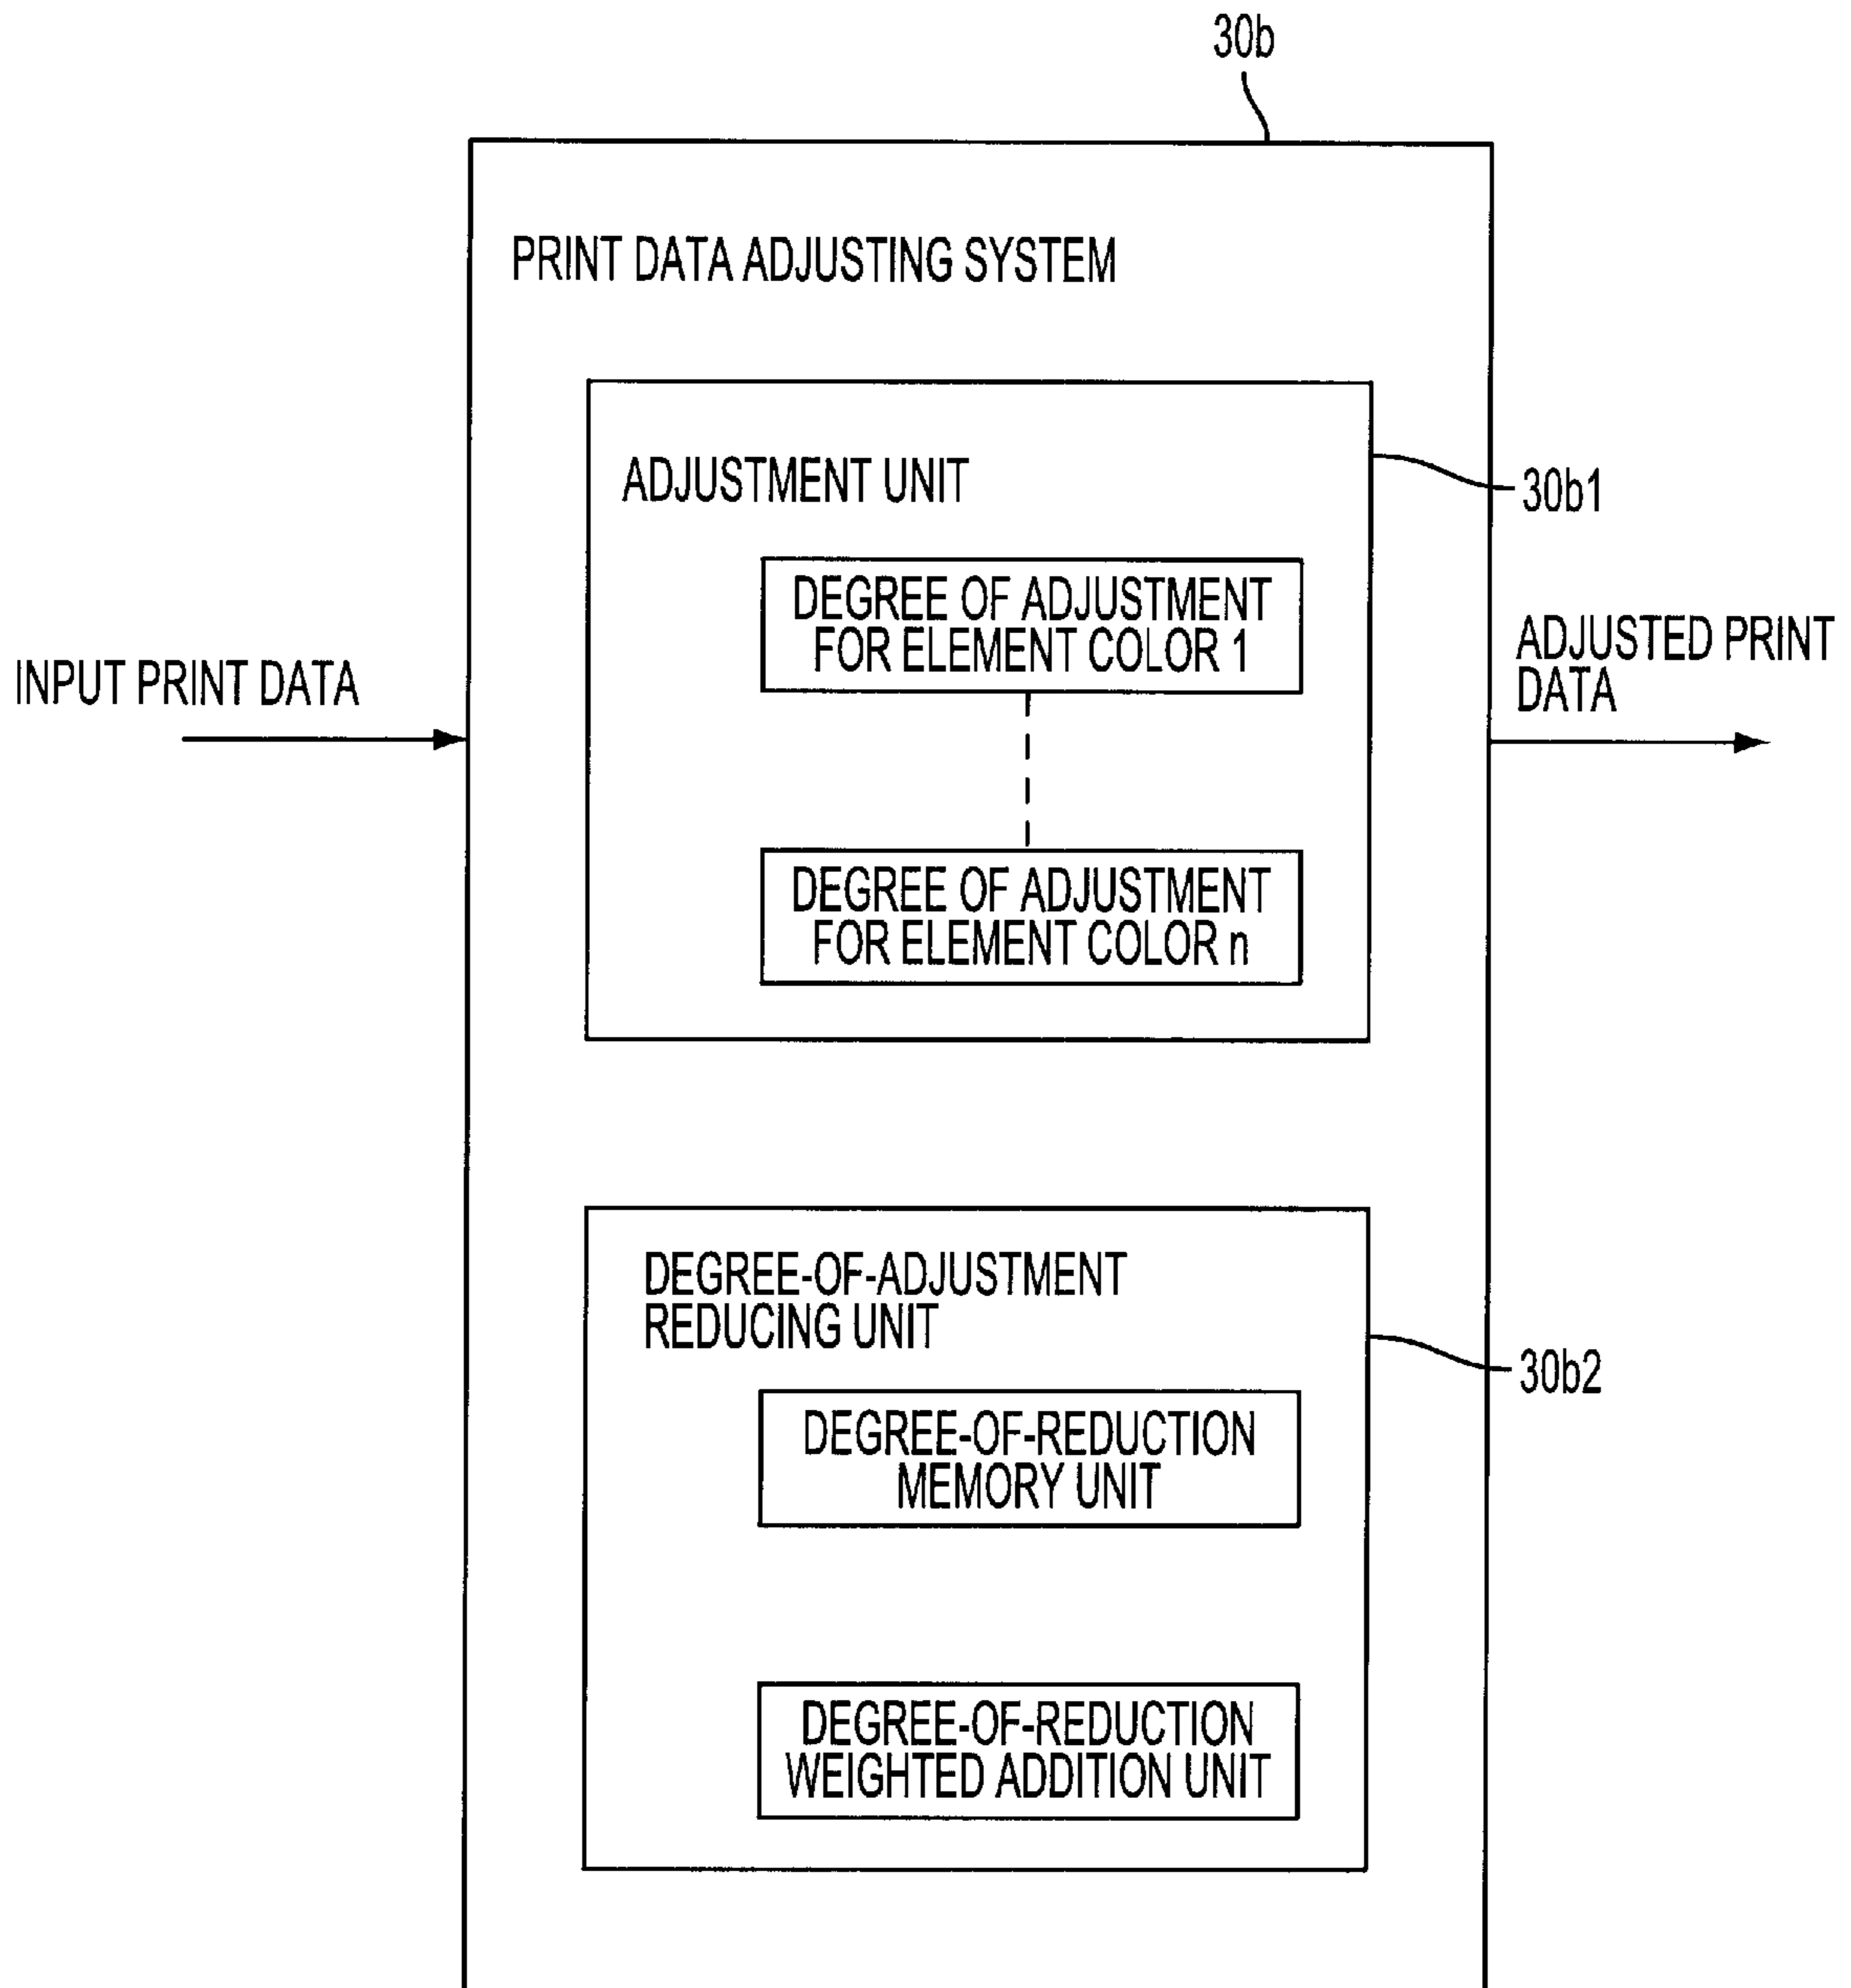 30b
PRINT DATA ADJUSTING SYSTEM
ADJUSTMENT UNIT
30b1
DEGREE OF ADJUSTMENT
FOR ELEMENT COLOR 1
INPUT PRINT DATA
ADJUSTED PRINT
DATA
DEGREE OF ADJUSTMENT
FOR ELEMENT COLOR n
DEGREE-OF-ADJUSTMENT
REDUCING UNIT
30b2
DEGREE-OF-REDUCTION
MEMORY UNIT
DEGREE-OF-REDUCTION
WEIGHTED ADDITION UNIT